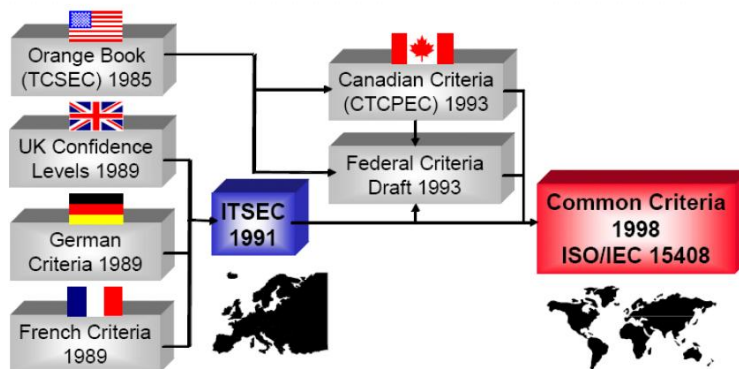 Orange Book
(TCSEC) 1985
UK Confidence
Levels 1989
German
Criteria 1989
French Criteria
1989
ITSEC
1991
Canadian Criteria
(CTCPEC) 1993
Federal Criteria
Draft 1993
Common Criteria
1998
ISO/IEC 15408